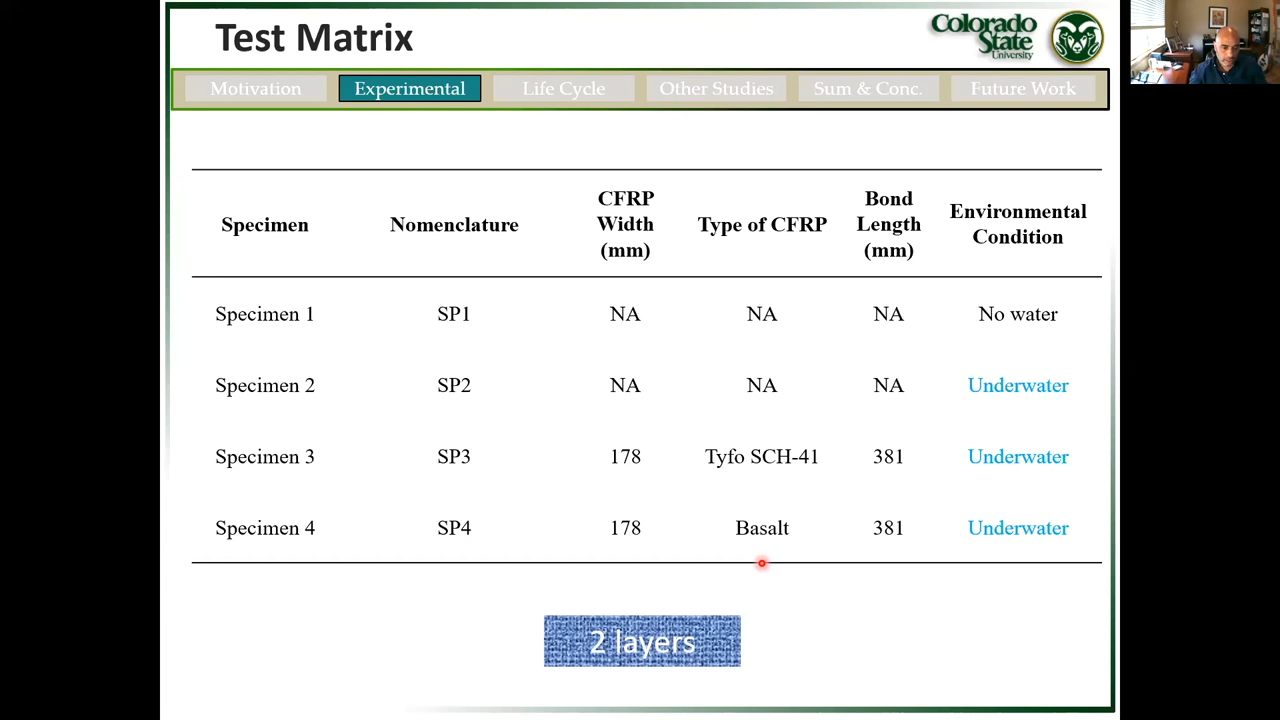 Test Matrix
Colorado
State
University
Motivation Experimental Life Cycle Other Studies Sum & Conc. Future Work
Specimen Nomenclature CFRP Width (mm) Type of CFRP Bond Length (mm) Environmental Condition
Specimen 1 SP1 NA NA NA No water
Specimen 2 SP2 NA NA NA Underwater
Specimen 3 SP3 178 Tyfo SCH-41 381 Underwater
Specimen 4 SP4 178 Basalt 381 Underwater
2 layers